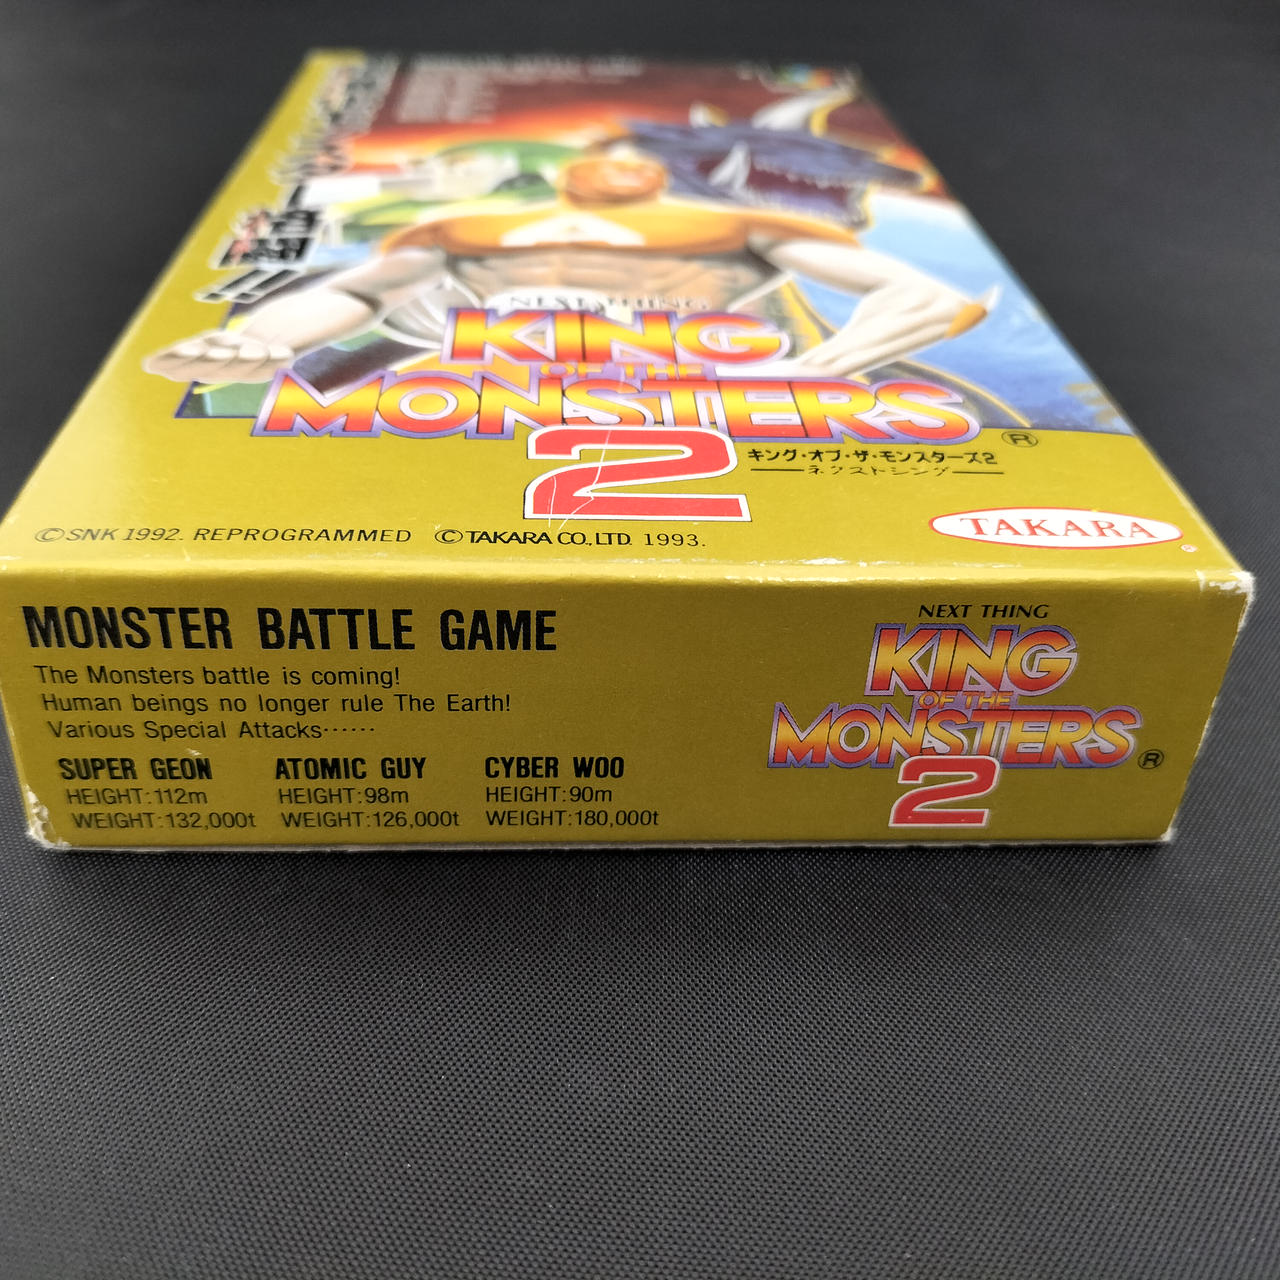 NEXT THING
KING
OF THE
MONSTERS
2
®
キング・オブ・ザ・モンスターズ2
ネクストシング
©SNK 1992. REPROGRAMMED ©TAKARA CO.,LTD. 1993.
TAKARA
MONSTER BATTLE GAME
The Monsters battle is coming!
Human beings no longer rule The Earth!
Various Special Attacks……
SUPER GEON ATOMIC GUY CYBER WOO
HEIGHT:112m HEIGHT:98m HEIGHT:90m
WEIGHT:132,000t WEIGHT:126,000t WEIGHT:180,000t
NEXT THING
KING
OF THE
MONSTERS
2
®